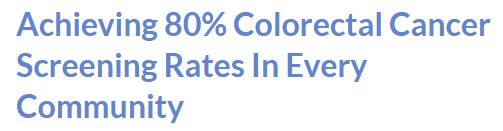 Achieving 80% Colorectal Cancer
Screening Rates In Every
Community